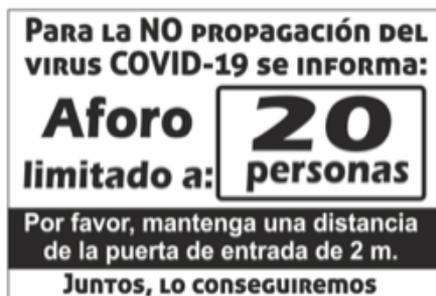 Para la NO propagación del
virus COVID-19 se informa:
Aforo
limitado a:
20
personas
Por favor, mantenga una distancia
de la puerta de entrada de 2 m.
Juntos, lo conseguiremos